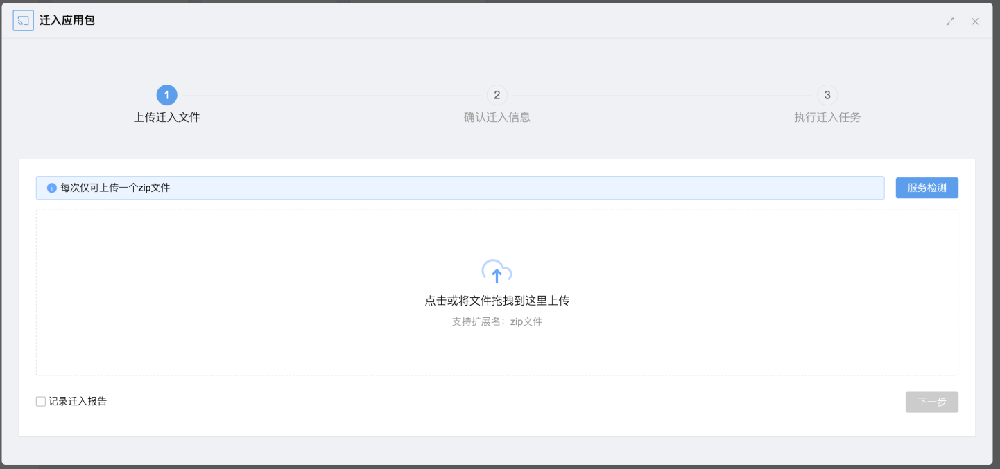 迁入应用包
1
2
3
上传迁入文件
确认迁入信息
执行迁入任务
每次仅可上传一个zip文件
服务检测
点击或将文件拖拽到这里上传
支持扩展名：zip文件
记录迁入报告
下一步